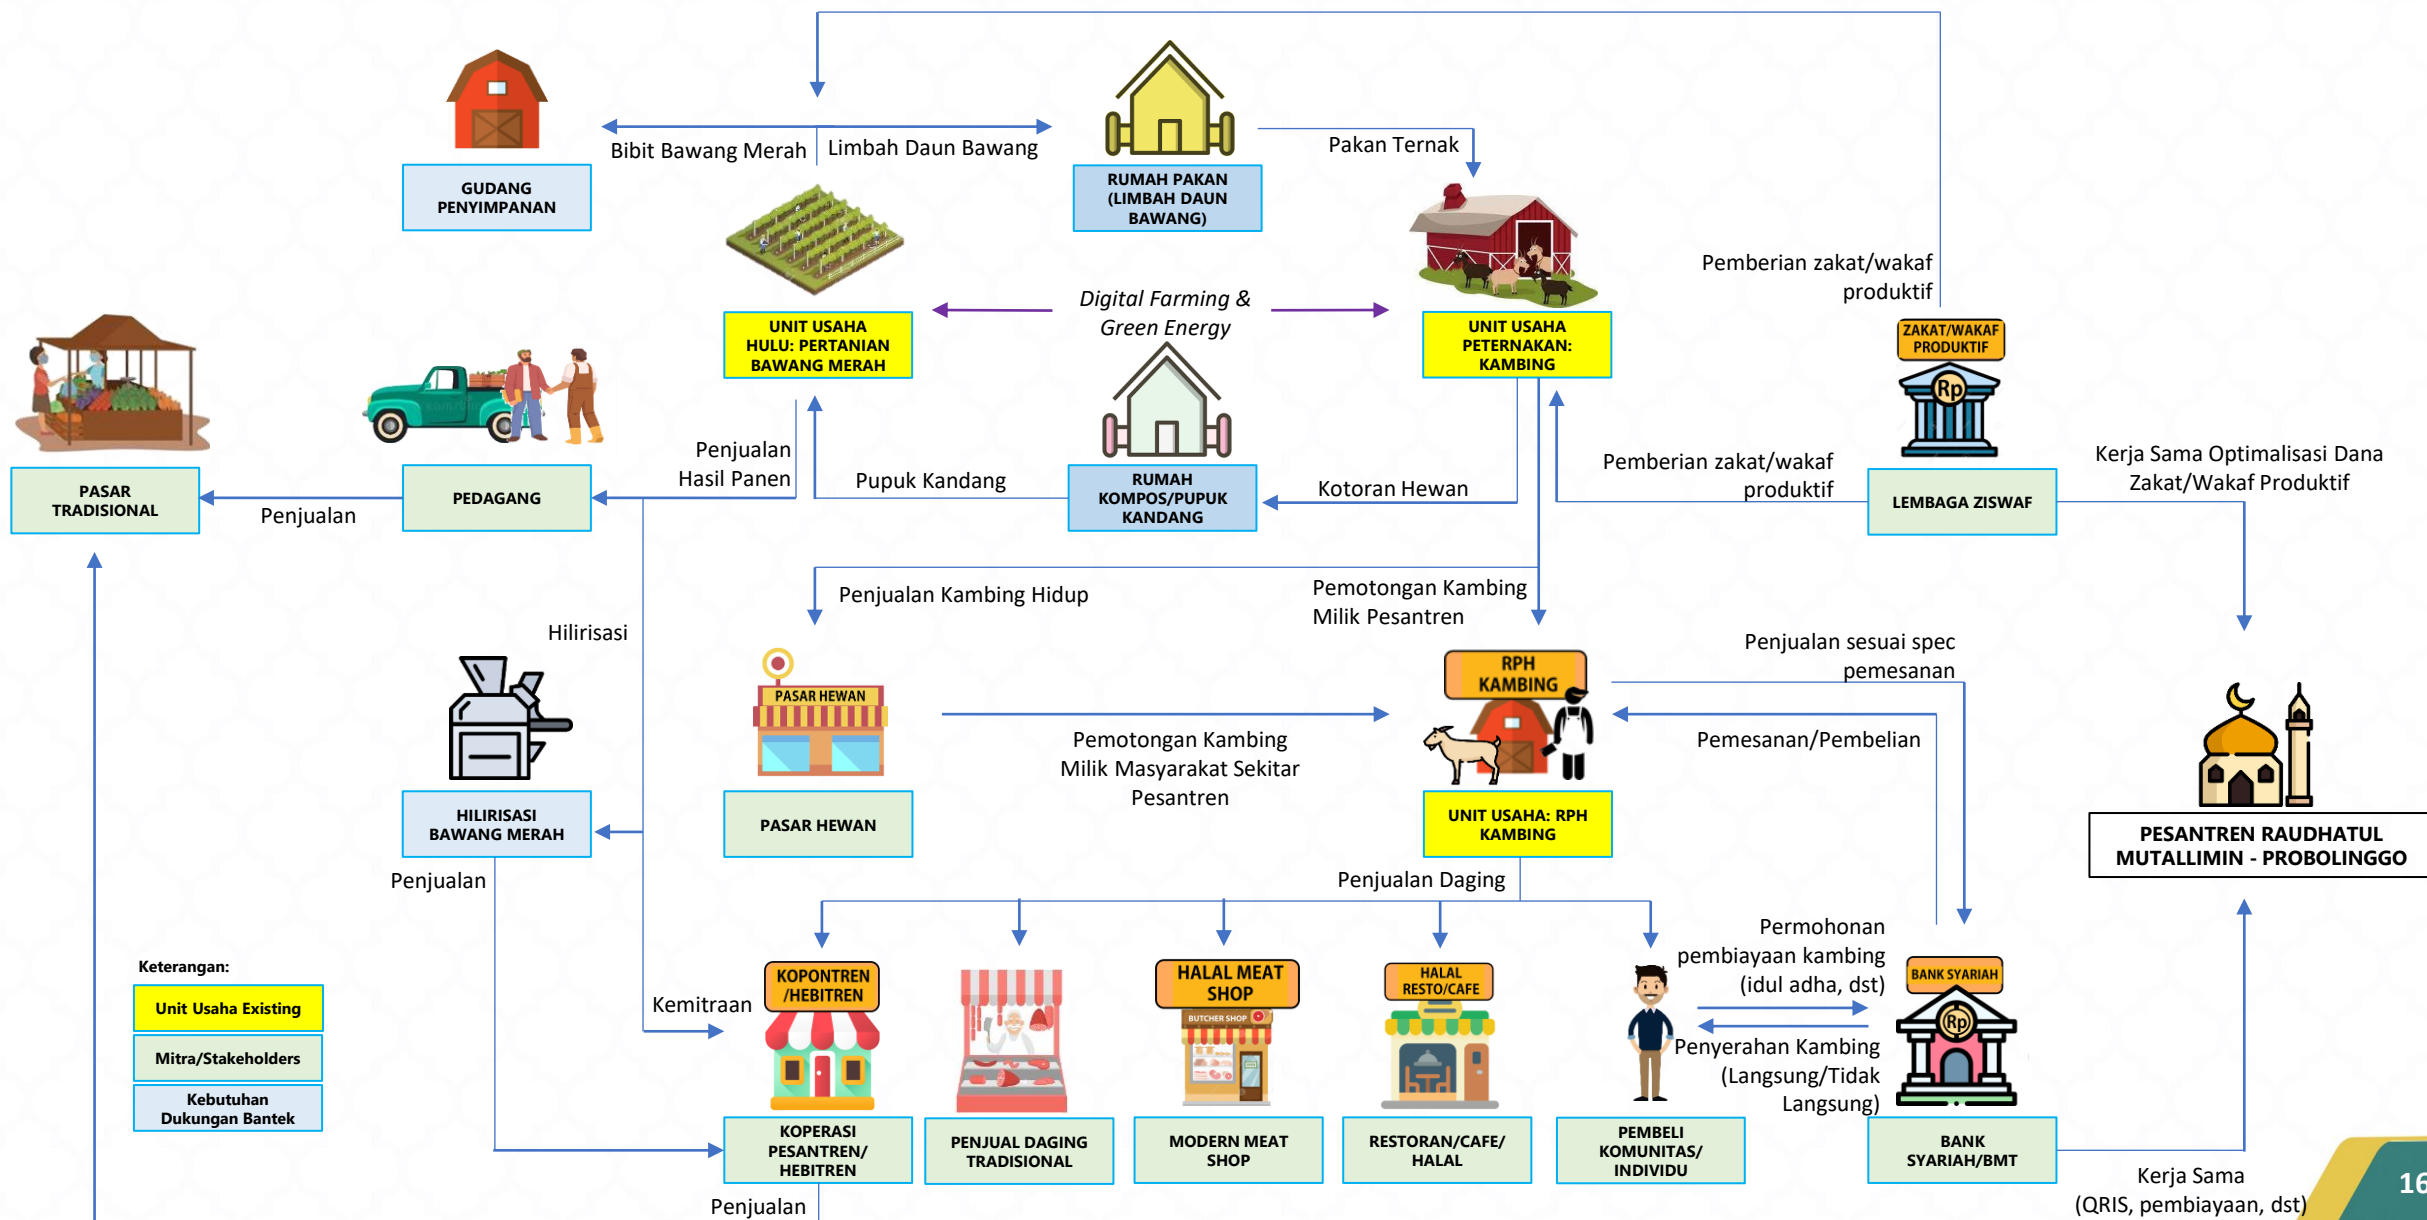 Bibit Bawang Merah
Limbah Daun Bawang
Pakan Ternak
GUDANG
PENYIMPANAN
RUMAH PAKAN
(LIMBAH DAUN
BAWANG)
Pemberian zakat/wakaf
produktif
Digital Farming &
Green Energy
UNIT USAHA
HULU: PERTANIAN
BAWANG MERAH
UNIT USAHA
PETERNAKAN:
KAMBING
ZAKAT/WAKAF
PRODUKTIF
Rp
Penjualan
Hasil Panen
Pupuk Kandang
Kotoran Hewan
Pemberian zakat/wakaf
produktif
Kerja Sama Optimalisasi Dana
Zakat/Wakaf Produktif
PASAR
TRADISIONAL
Penjualan
PEDAGANG
RUMAH
KOMPOS/PUPUK
KANDANG
LEMBAGA ZISWAF
Penjualan Kambing Hidup
Pemotongan Kambing
Milik Pesantren
Hilirisasi
Penjualan sesuai spec
pemesanan
PASAR HEWAN
RPH
KAMBING
Pemotongan Kambing
Milik Masyarakat Sekitar
Pesantren
Pemesanan/Pembelian
HILIRISASI
BAWANG MERAH
PASAR HEWAN
UNIT USAHA: RPH
KAMBING
PESANTREN RAUDHATUL
MUTALLIMIN - PROBOLINGGO
Penjualan
Penjualan Daging
Permohonan
pembiayaan kambing
(idul adha, dst)
Keterangan:
Unit Usaha Existing
Mitra/Stakeholders
Kebutuhan
Dukungan Bantek
Kemitraan
KOPONTREN
/HEBITREN
HALAL MEAT
SHOP
BUTCHER SHOP
HALAL
RESTO/CAFE
BANK SYARIAH
Rp
Penyerahan Kambing
(Langsung/Tidak
Langsung)
KOPERASI
PESANTREN/
HEBITREN
PENJUAL DAGING
TRADISIONAL
MODERN MEAT
SHOP
RESTORAN/CAFE/
HALAL
PEMBELI
KOMUNITAS/
INDIVIDU
BANK
SYARIAH/BMT
Penjualan
Kerja Sama
(QRIS, pembiayaan, dst)
16